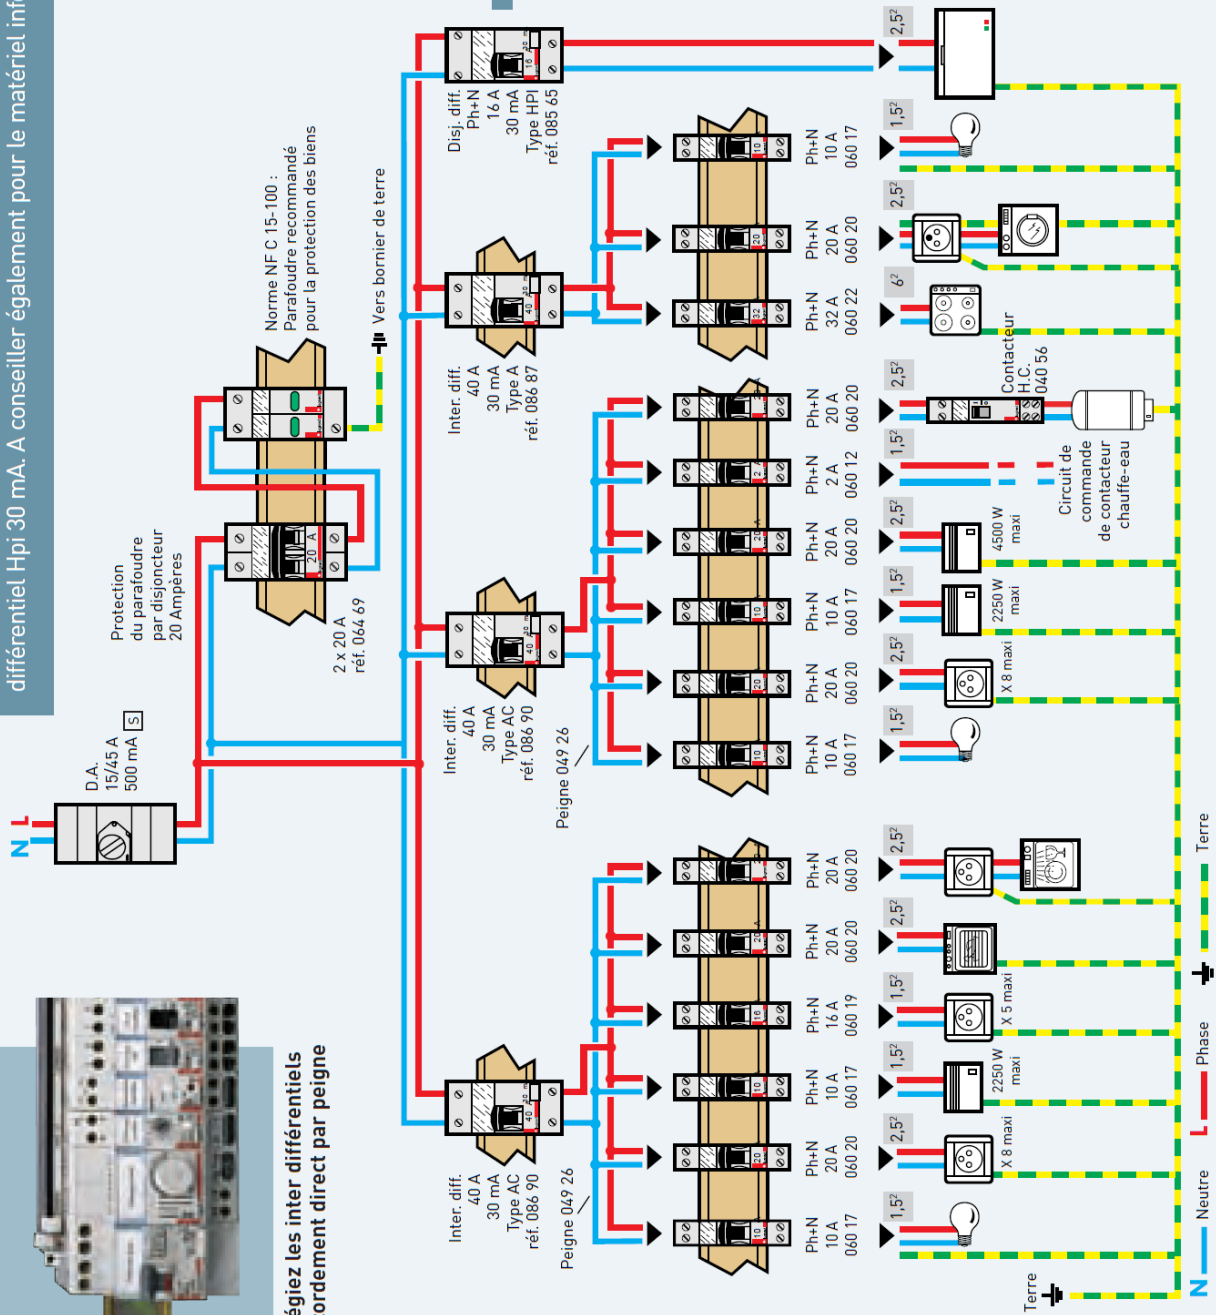 différentiel Hpi 30 mA. A conseiller également pour le matériel info
égiez les inter différentiels
cordement direct par peigne
N L
D.A.
15/45 A
500 mA S
Protection
du parafoudre
par disjoncteur
20 Ampères
2 x 20 A
réf. 064 69
20 A
Norme NF C 15-100 :
Parafoudre recommandé
pour la protection des biens
Vers bornier de terre
Inter. diff.
40 A
30 mA
Type AC
réf. 086 90
Peigne 049 26
Inter. diff.
40 A
30 mA
Type AC
réf. 086 90
Peigne 049 26
Inter. diff.
40 A
30 mA
Type A
réf. 086 87
Disj. diff.
Ph+N
16 A
30 mA
Type HPI
réf. 085 65
Ph+N
10 A
060 17
Ph+N
20 A
060 20
Ph+N
10 A
060 17
Ph+N
16 A
060 19
Ph+N
20 A
060 20
Ph+N
20 A
060 20
Ph+N
10 A
060 17
Ph+N
20 A
060 20
Ph+N
10 A
060 17
Ph+N
20 A
060 20
Ph+N
2 A
060 12
Ph+N
20 A
060 20
Ph+N
32 A
060 22
Ph+N
20 A
060 20
Ph+N
10 A
060 17
1,5²
2,5²
1,5²
1,5²
2,5²
2,5²
1,5²
2,5²
1,5²
2,5²
1,5²
2,5²
6²
2,5²
1,5²
2,5²
X 8 maxi
2250 W
maxi
X 5 maxi
X 8 maxi
2250 W
maxi
4500 W
maxi
Circuit de
commande
de contacteur
chauffe-eau
Contacteur
H.C.
040 56
Terre
N Neutre
L Phase
Terre